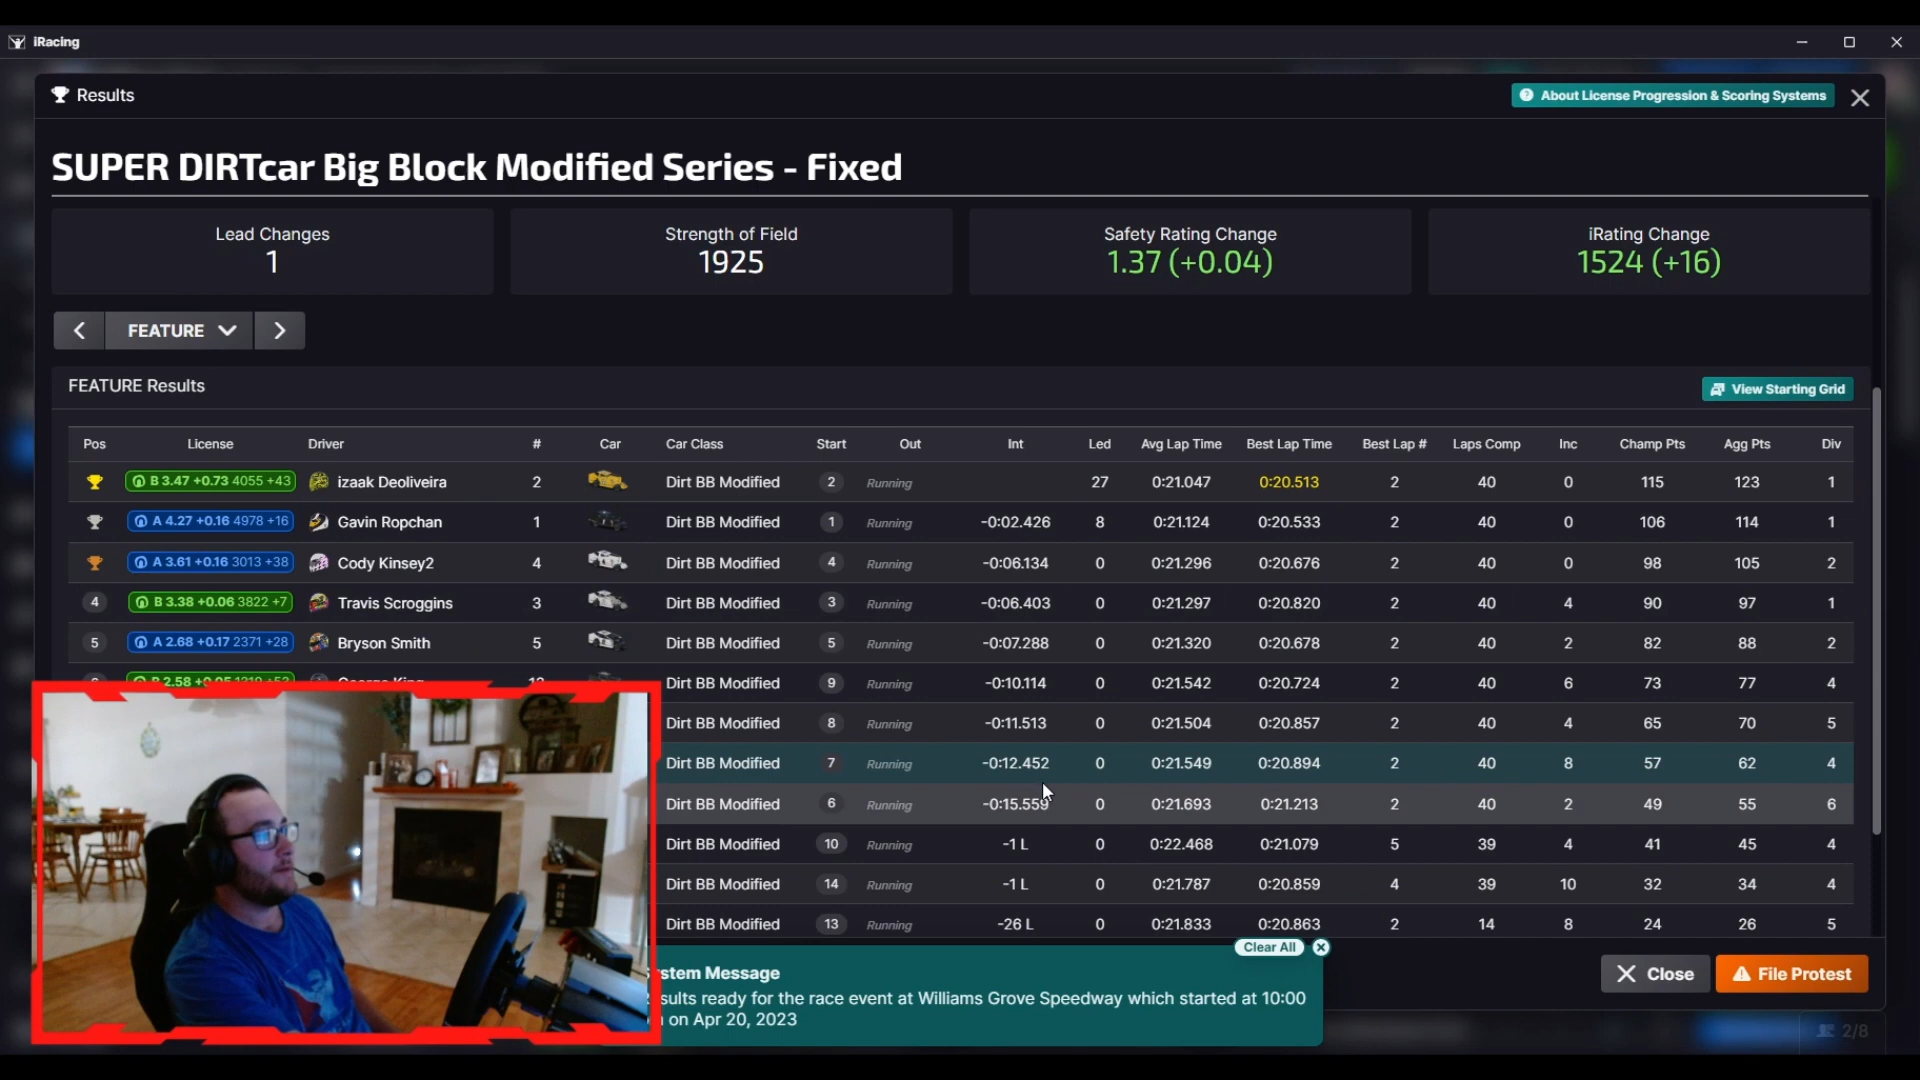 iRacing
Results
About License Progression & Scoring Systems
SUPER DIRTcar Big Block Modified Series - Fixed
Lead Changes Strength of Field Safety Rating Change iRating Change
1 1925 1.37 (+0.04) 1524 (+16)
FEATURE
FEATURE Results
View Starting Grid
Pos License Driver # Car Car Class Start Out Int Led Avg Lap Time Best Lap Time Best Lap # Laps Comp Inc Champ Pts Agg Pts Div
B 3.47 +0.73 4055 +43 izaak Deoliveira 2 Dirt BB Modified 2 Running 27 0:21.047 0:20.513 2 40 0 115 123 1
A 4.27 +0.16 4978 +16 Gavin Ropchan 1 Dirt BB Modified 1 Running -0:02.426 8 0:21.124 0:20.533 2 40 0 106 114 1
A 3.61 +0.16 3013 +38 Cody Kinsey2 4 Dirt BB Modified 4 Running -0:06.134 0 0:21.296 0:20.676 2 40 0 98 105 2
4 B 3.38 +0.06 3822 +7 Travis Scroggins 3 Dirt BB Modified 3 Running -0:06.403 0 0:21.297 0:20.820 2 40 4 90 97 1
5 A 2.68 +0.17 2371 +28 Bryson Smith 5 Dirt BB Modified 5 Running -0:07.288 0 0:21.320 0:20.678 2 40 2 82 88 2
Dirt BB Modified 9 Running -0:10.114 0 0:21.542 0:20.724 2 40 6 73 77 4
Dirt BB Modified 8 Running -0:11.513 0 0:21.504 0:20.857 2 40 4 65 70 5
Dirt BB Modified 7 Running -0:12.452 0 0:21.549 0:20.894 2 40 8 57 62 4
Dirt BB Modified 6 Running -0:15.559 0 0:21.693 0:21.213 2 40 2 49 55 6
Dirt BB Modified 10 Running -1 L 0 0:22.468 0:21.079 5 39 4 41 45 4
Dirt BB Modified 14 Running -1 L 0 0:21.787 0:20.859 4 39 10 32 34 4
Dirt BB Modified 13 Running -26 L 0 0:21.833 0:20.863 2 14 8 24 26 5
Clear All
System Message
ready for the race event at Williams Grove Speedway which started at 10:00
on Apr 20, 2023
Close
File Protest
2/8